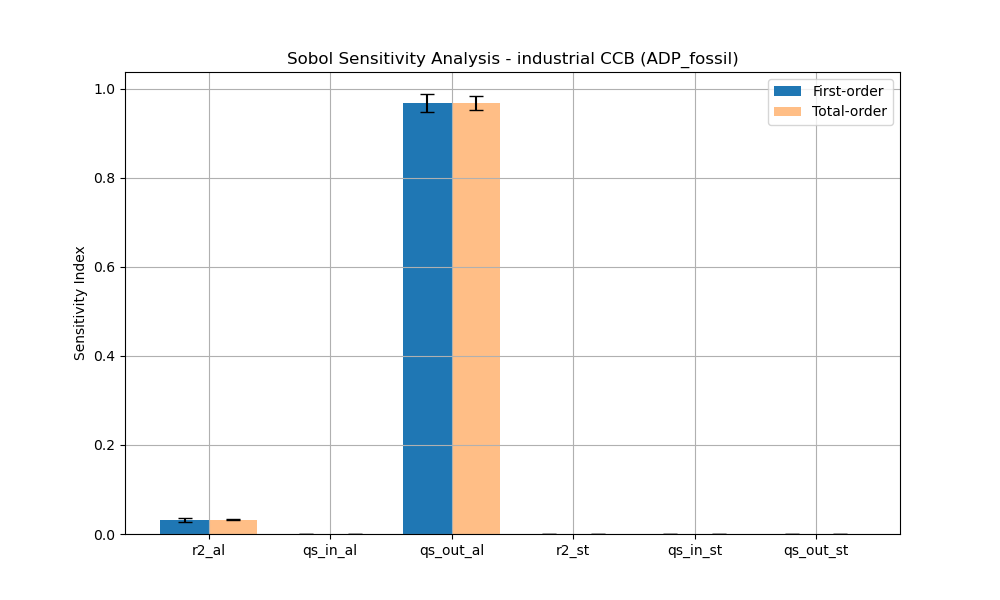 Sobol Sensitivity Analysis - industrial CCB (ADP_fossil)
First-order
Total-order
Sensitivity Index
1.0
0.8
0.6
0.4
0.2
0.0
r2_al qs_in_al qs_out_al r2_st qs_in_st qs_out_st